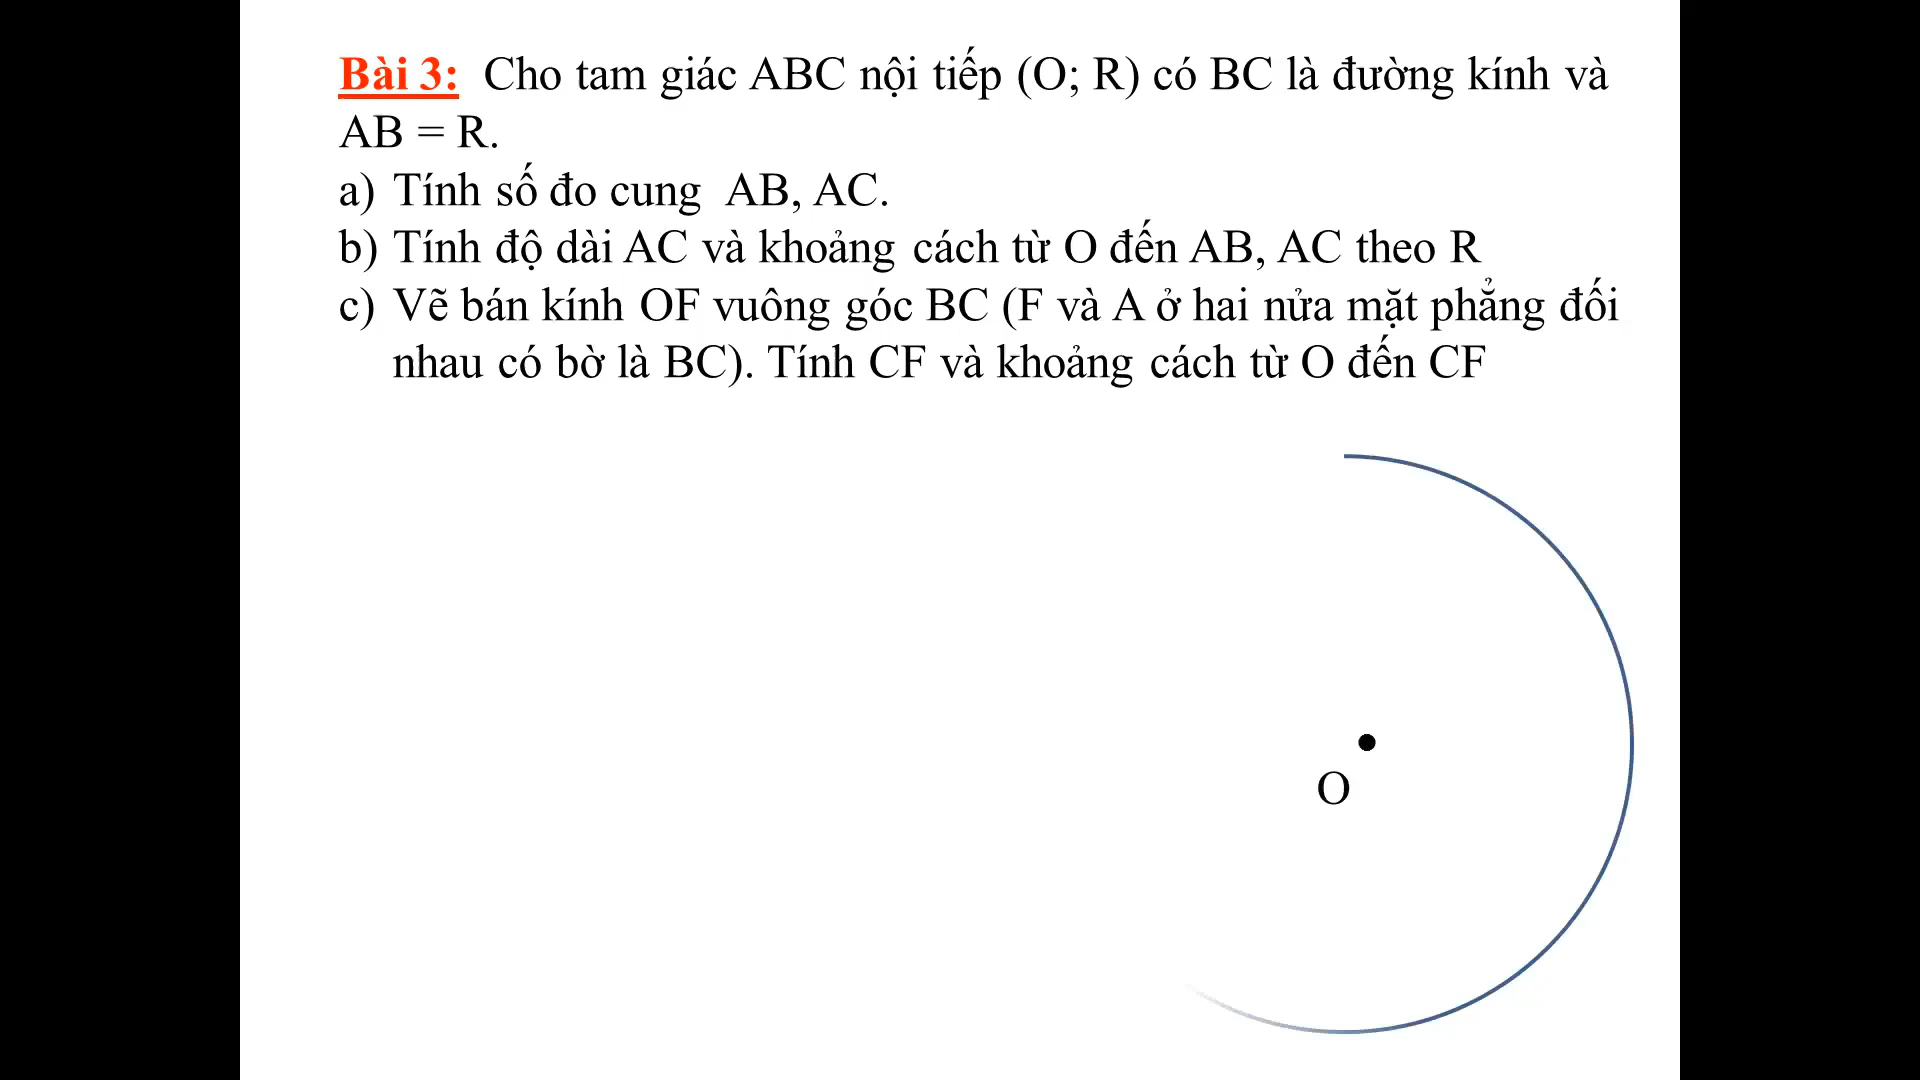 Bài 3: Cho tam giác ABC nội tiếp (O; R) có BC là đường kính và
AB = R.
a) Tính số đo cung AB, AC.
b) Tính độ dài AC và khoảng cách từ O đến AB, AC theo R
c) Vẽ bán kính OF vuông góc BC (F và A ở hai nửa mặt phẳng đối
nhau có bờ là BC). Tính CF và khoảng cách từ O đến CF
O